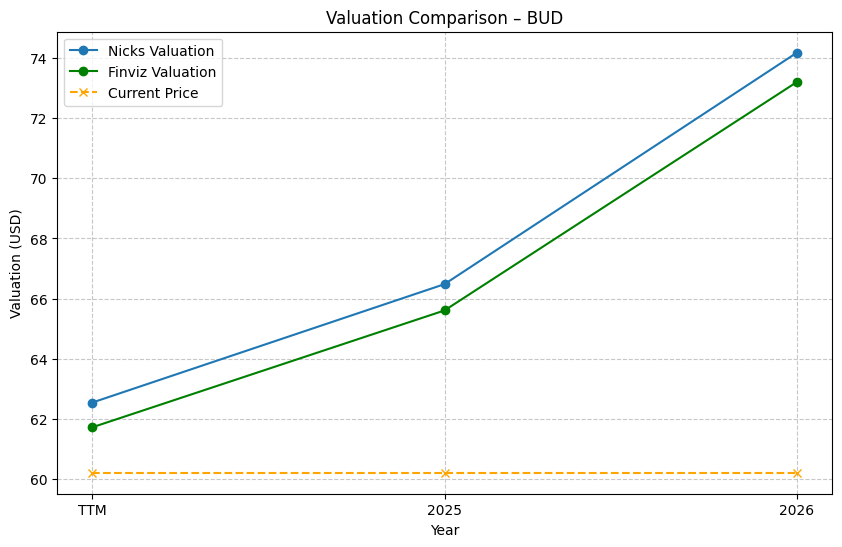 Valuation Comparison – BUD
Nicks Valuation
Finviz Valuation
Current Price
Valuation (USD)
74
72
70
68
66
64
62
60
TTM
2025
2026
Year